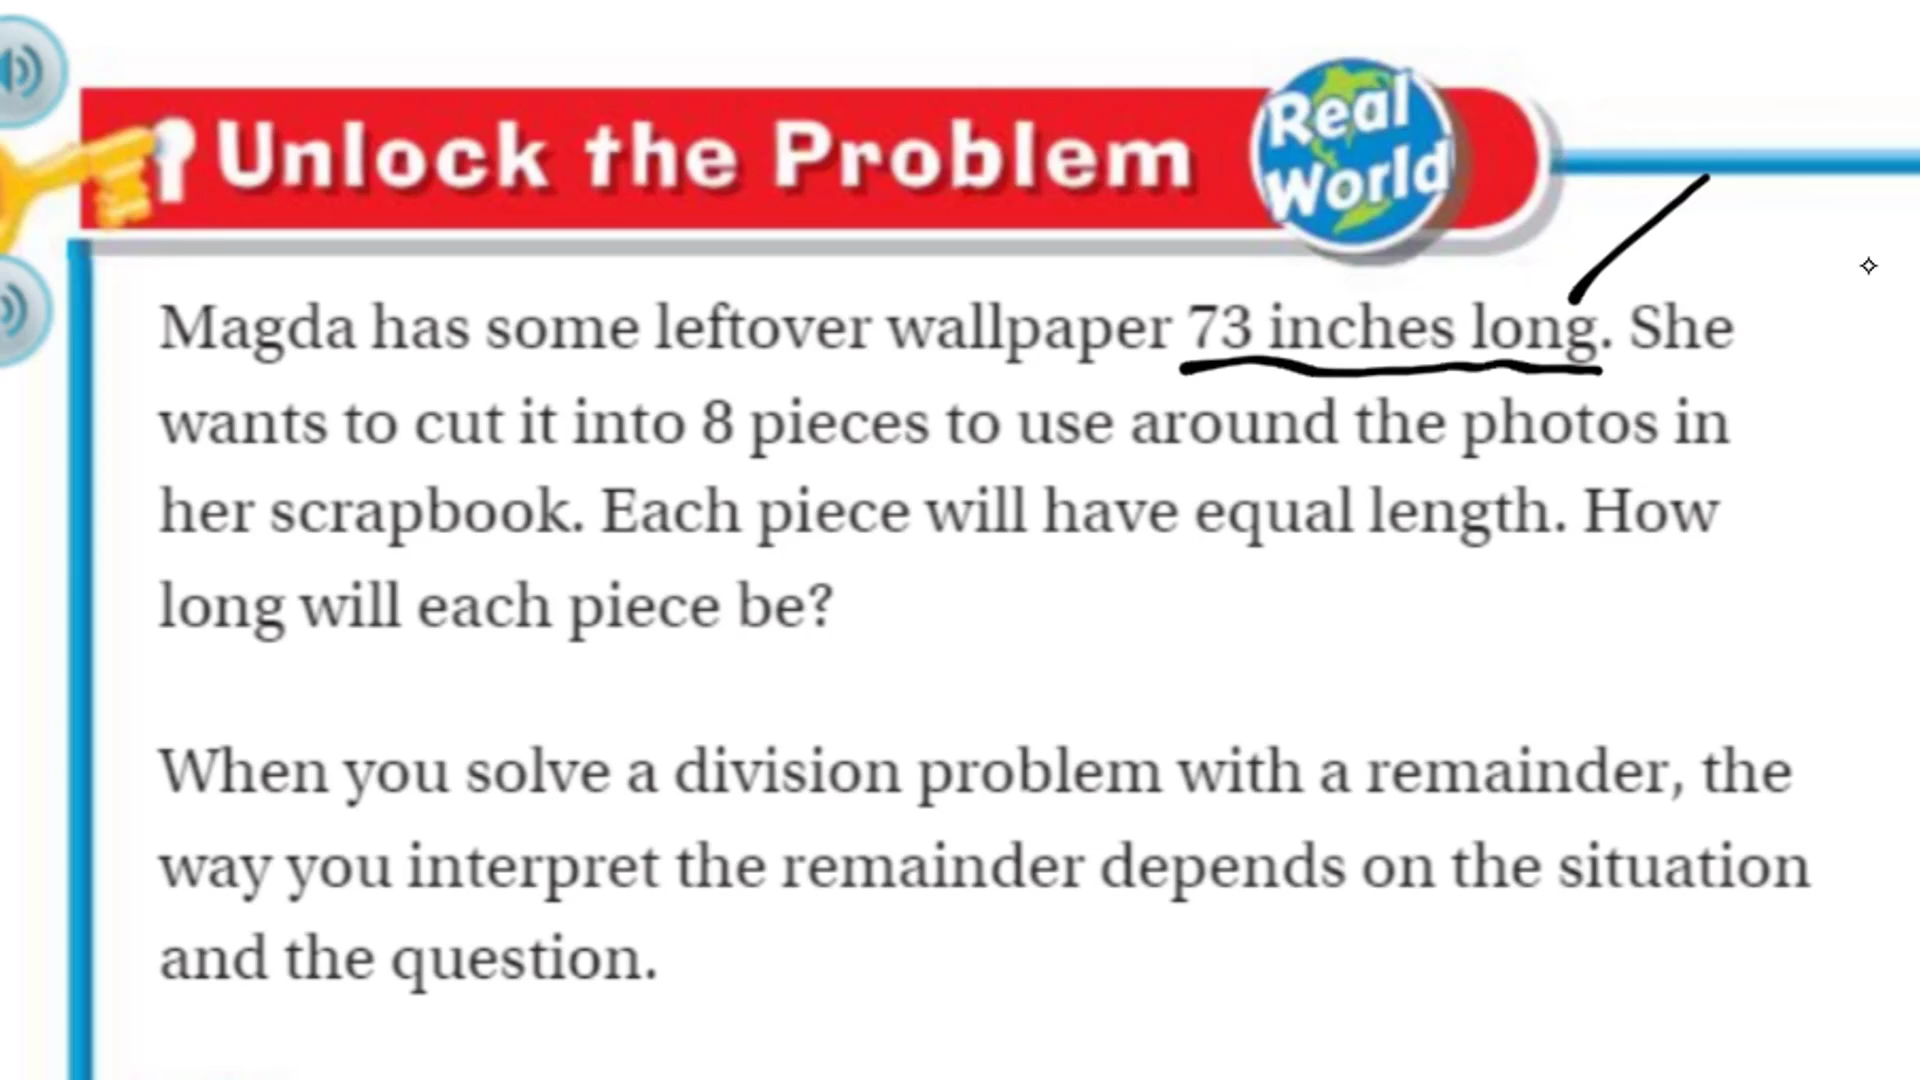 Unlock the Problem
Real
World
Magda has some leftover wallpaper 73 inches long. She
wants to cut it into 8 pieces to use around the photos in
her scrapbook. Each piece will have equal length. How
long will each piece be?
When you solve a division problem with a remainder, the
way you interpret the remainder depends on the situation
and the question.